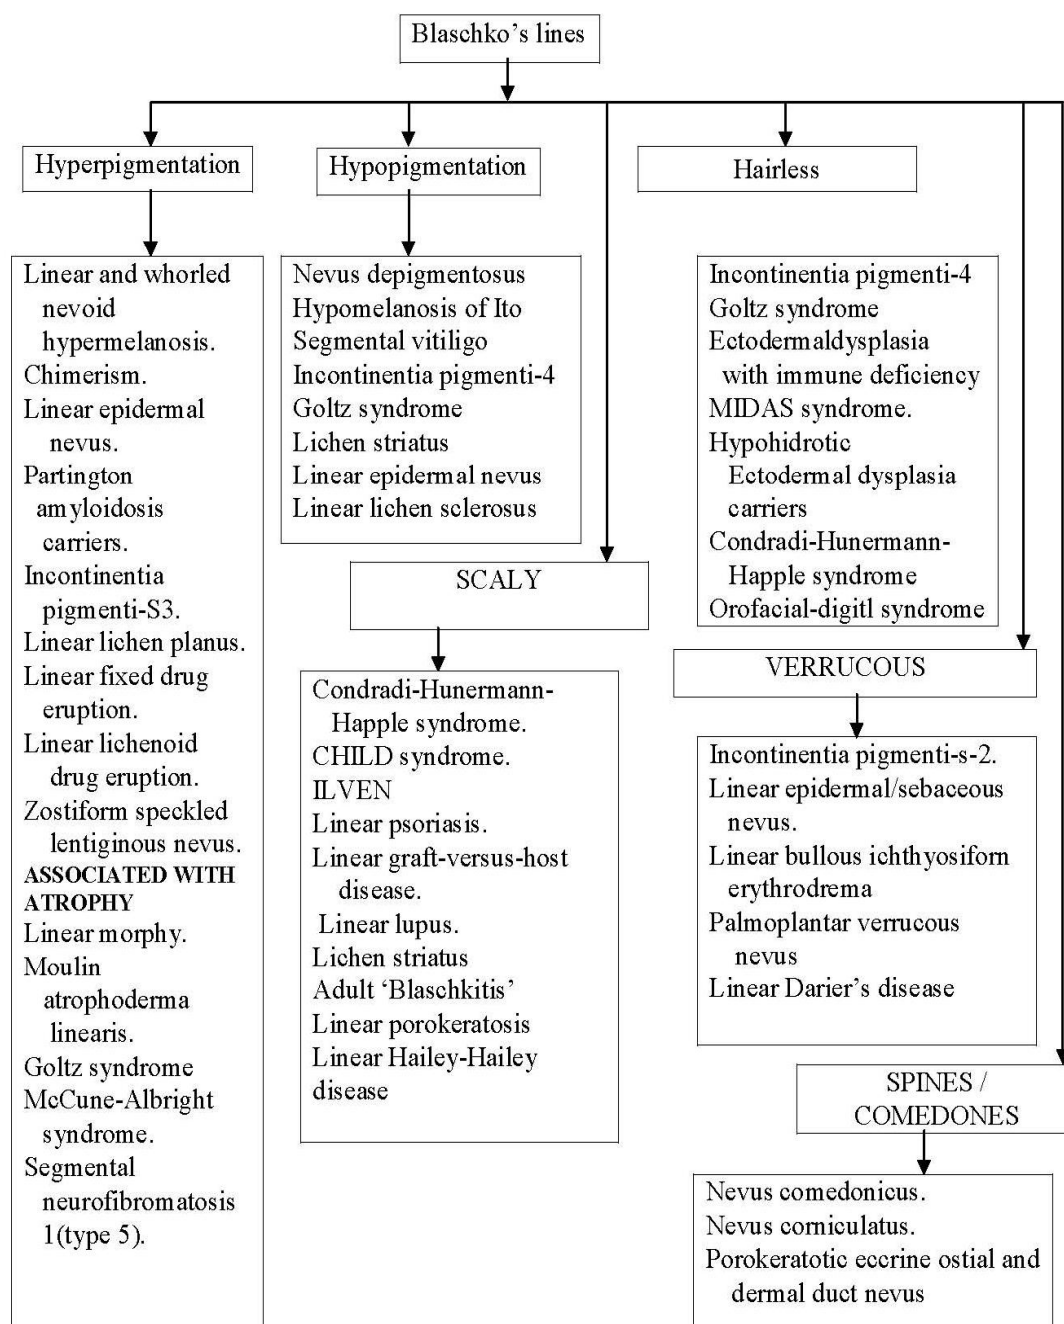 Blaschko's lines
Hyperpigmentation
Linear and whorled
nevoid
hypermelanosis.
Chimerism.
Linear epidermal
nevus.
Partington
amyloidosis
carriers.
Incontinentia
pigmenti-S3.
Linear lichen planus.
Linear fixed drug
eruption.
Linear lichenoid
drug eruption.
Zostiform speckled
lentiginous nevus.
ASSOCIATED WITH
ATROPHY
Linear morphy.
Moulin
atrophoderma
linearis.
Goltz syndrome
McCune-Albright
syndrome.
Segmental
neurofibromatosis
1(type 5).
Hypopigmentation
Nevus depigmentosus
Hypomelanosis of Ito
Segmental vitiligo
Incontinentia pigmenti-4
Goltz syndrome
Lichen striatus
Linear epidermal nevus
Linear lichen sclerosus
SCALY
Condradi-Hunermann-
Happle syndrome.
CHILD syndrome.
ILVEN
Linear psoriasis.
Linear graft-versus-host
disease.
Linear lupus.
Lichen striatus
Adult ‘Blaschkitis’
Linear porokeratosis
Linear Hailey-Hailey
disease
Hairless
Incontinentia pigmenti-4
Goltz syndrome
Ectodermaldysplasia
with immune deficiency
MIDAS syndrome.
Hypohidrotic
Ectodermal dysplasia
carriers
Condradi-Hunermann-
Happle syndrome
Orofacial-digitl syndrome
VERRUCOUS
Incontinentia pigmenti-s-2.
Linear epidermal/sebaceous
nevus.
Linear bullous ichthyosiforn
erythrodrema
Palmoplantar verrucous
nevus
Linear Darier's disease
SPINES /
COMEDONES
Nevus comedonicus.
Nevus corniculatus.
Porokeratotic eccrine ostial and
dermal duct nevus